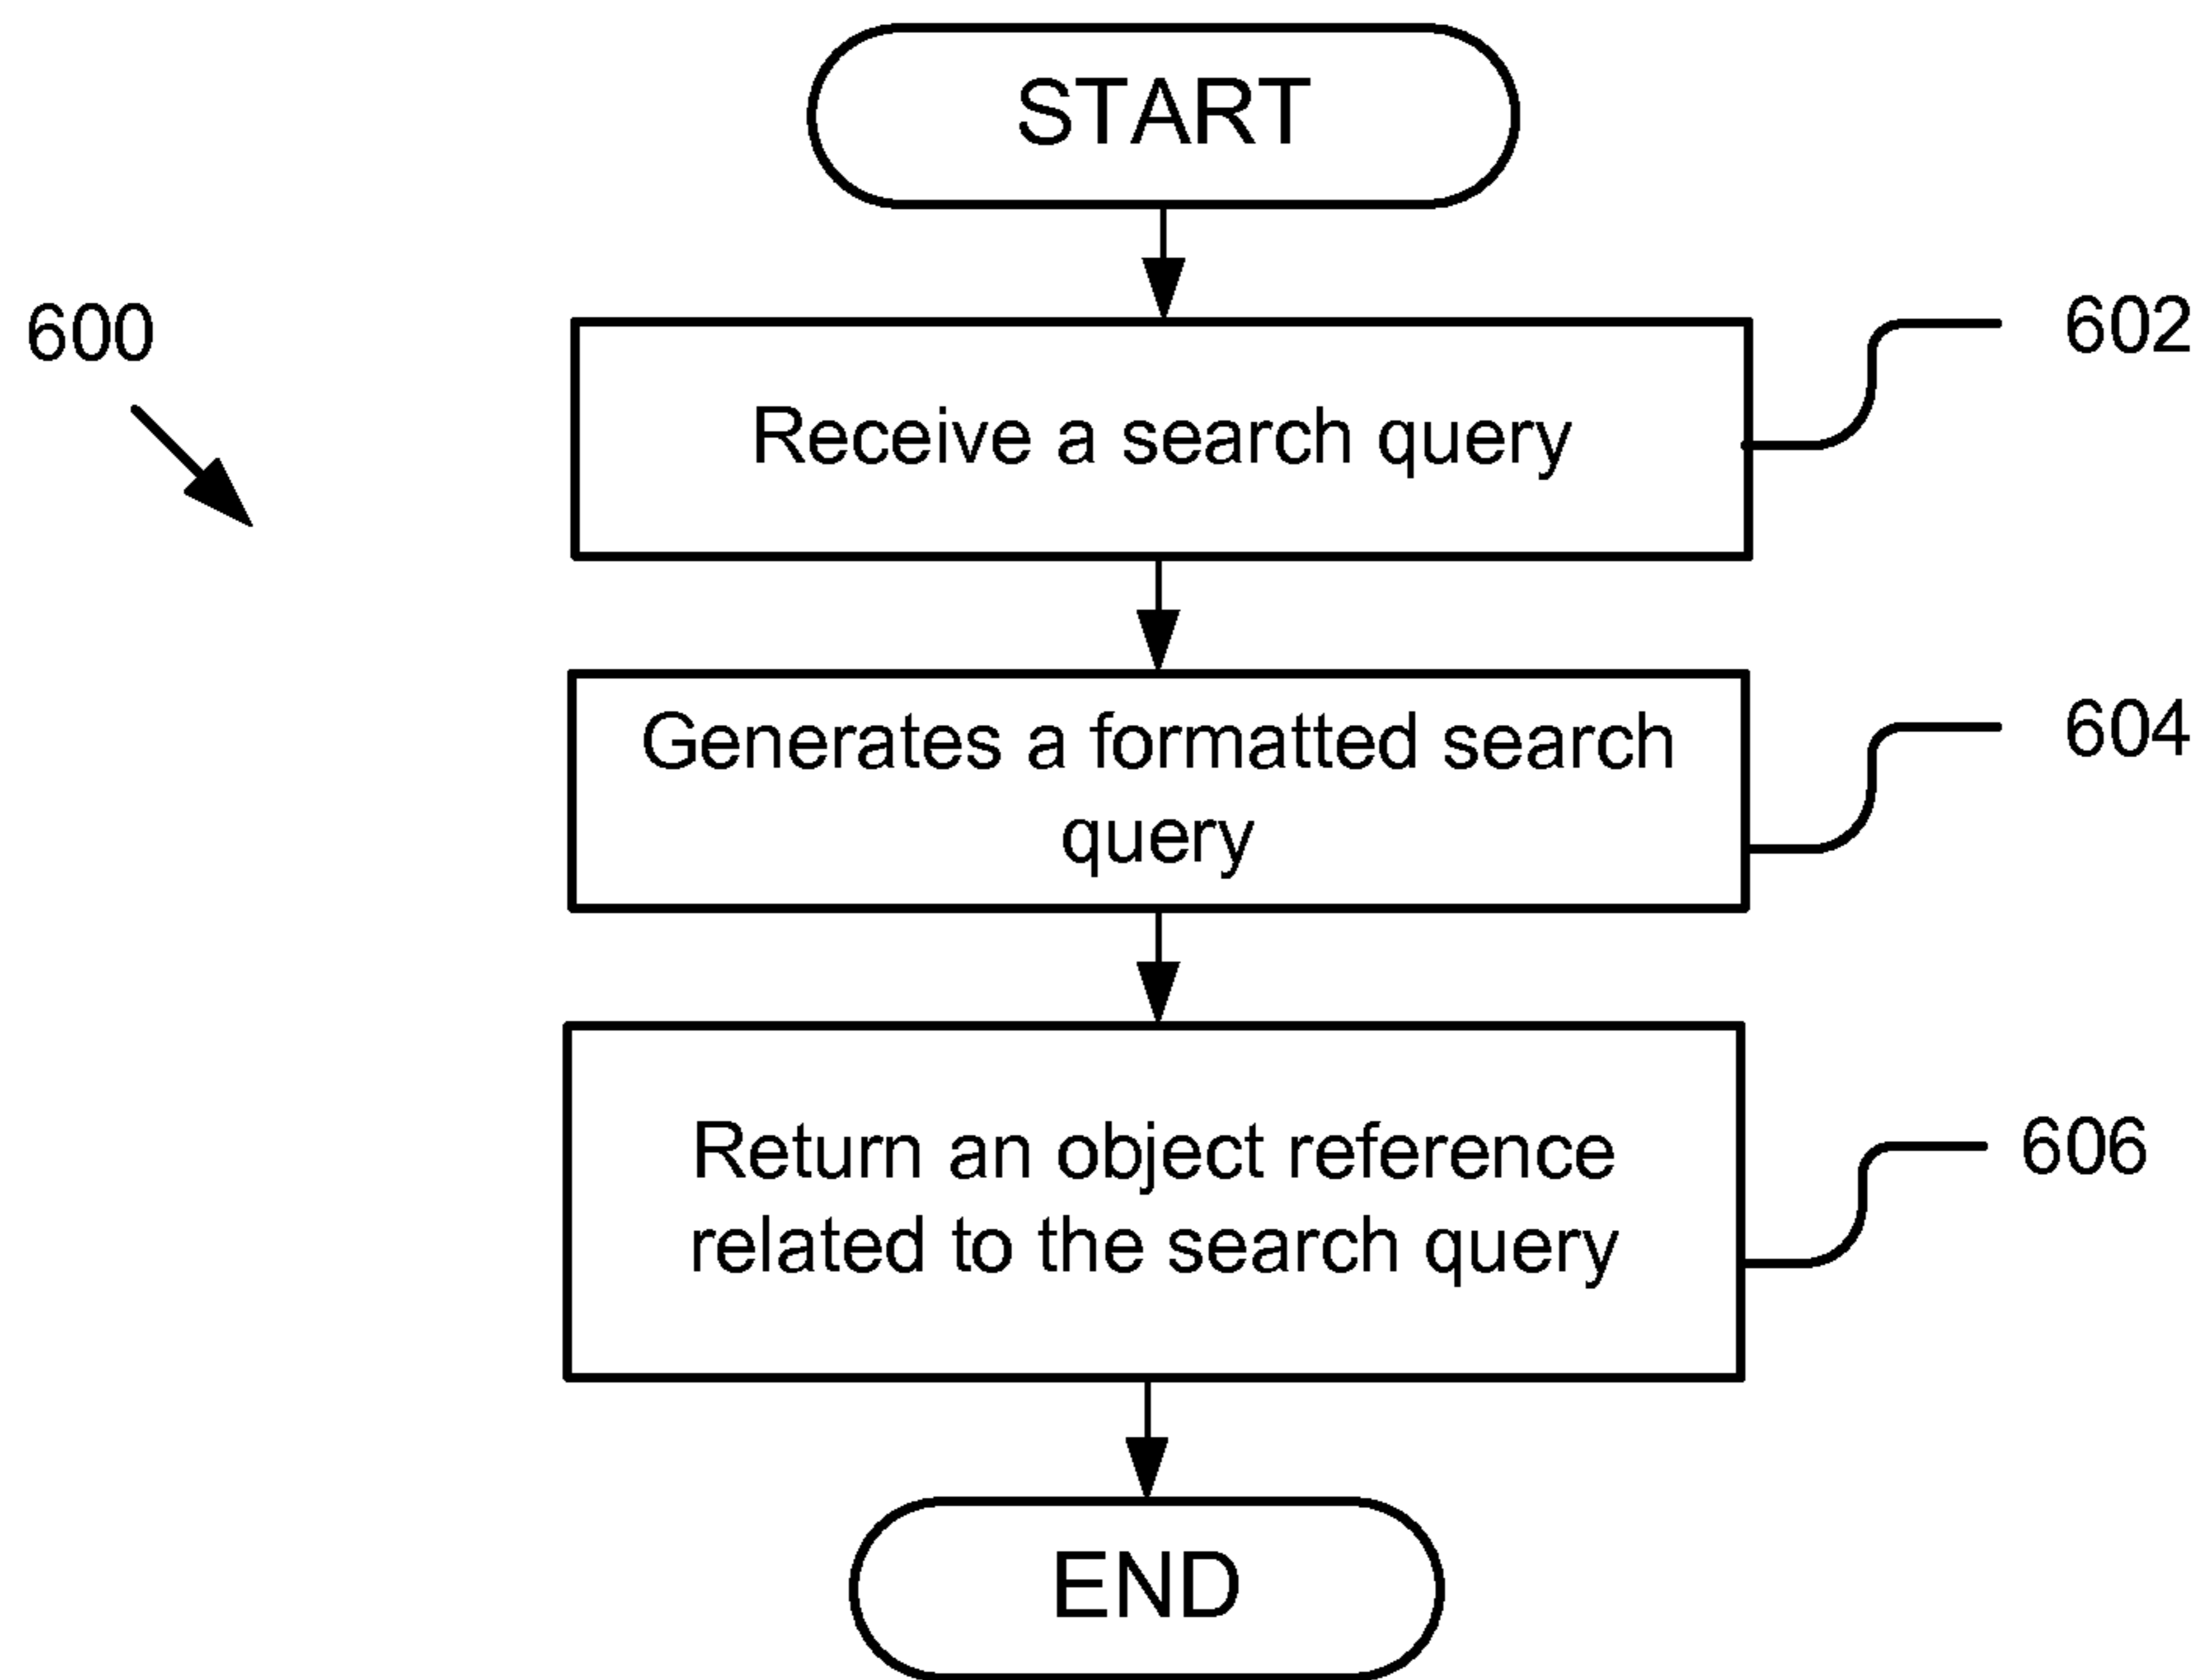 START
600
602
Receive a search query
604
Generates a formatted search
query
606
Return an object reference
related to the search query
END